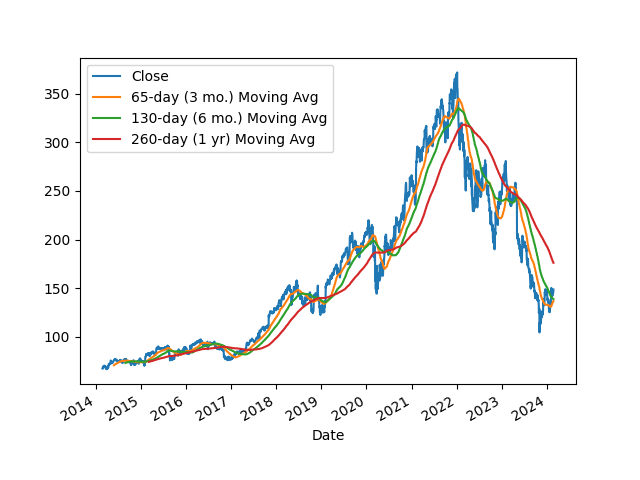 Close
65-day (3 mo.) Moving Avg
130-day (6 mo.) Moving Avg
260-day (1 yr) Moving Avg
350
300
250
200
150
100
2014 2015 2016 2017 2018 2019 2020 2021 2022 2023 2024
Date